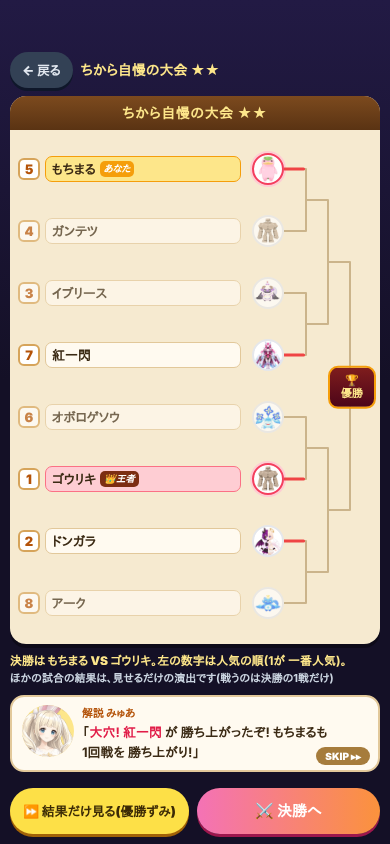 ← 戻る
ちから自慢の大会 ★★
ちから自慢の大会 ★★
5 もちまる あなた
4 ガンテツ
3 イブリース
7 紅一閃
優勝
6 オボロゲソウ
1 ゴウリキ 王者
2 ドンガラ
8 アーク
決勝は もちまる VS ゴウリキ。左の数字は人気の順(1が 一番人気)。
ほかの試合の結果は、見せるだけの演出です(戦うのは決勝の1戦だけ)
解説 みゅあ
「大穴! 紅一閃 が 勝ち上がったぞ! もちまるも
1回戦を 勝ち上がり!」
SKIP ▸▸
⏩ 結果だけ見る(優勝ずみ)
⚔️ 決勝へ